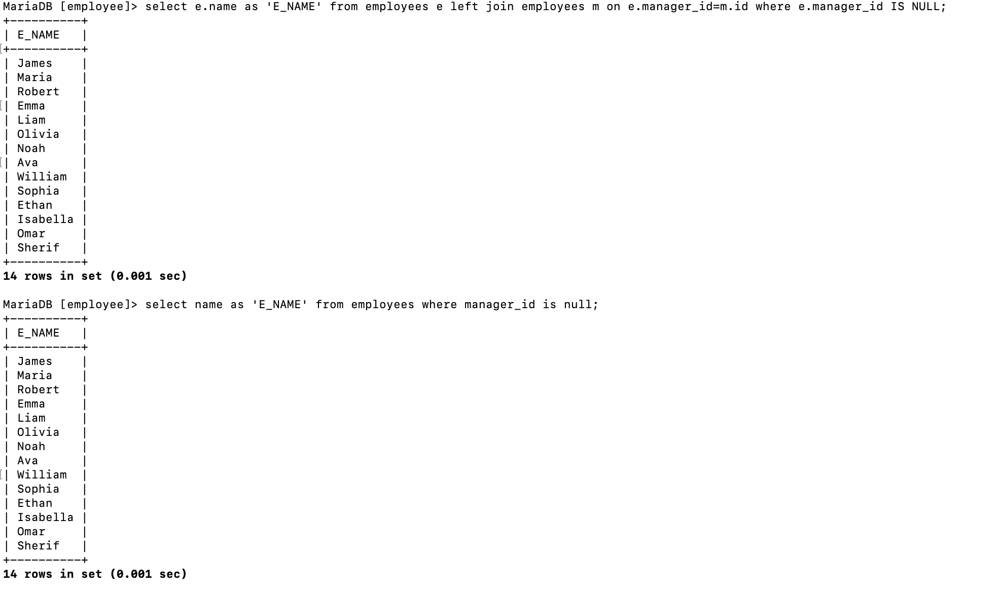 MariaDB [employee]> select e.name as 'E_NAME' from employees e left join employees m on e.manager_id=m.id where e.manager_id IS NULL;
+----------+
| E_NAME   |
+----------+
| James    |
| Maria    |
| Robert   |
| Emma     |
| Liam     |
| Olivia   |
| Noah     |
| Ava      |
| William  |
| Sophia   |
| Ethan    |
| Isabella |
| Omar     |
| Sherif   |
+----------+
14 rows in set (0.001 sec)

MariaDB [employee]> select name as 'E_NAME' from employees where manager_id is null;
+----------+
| E_NAME   |
+----------+
| James    |
| Maria    |
| Robert   |
| Emma     |
| Liam     |
| Olivia   |
| Noah     |
| Ava      |
| William  |
| Sophia   |
| Ethan    |
| Isabella |
| Omar     |
| Sherif   |
+----------+
14 rows in set (0.001 sec)